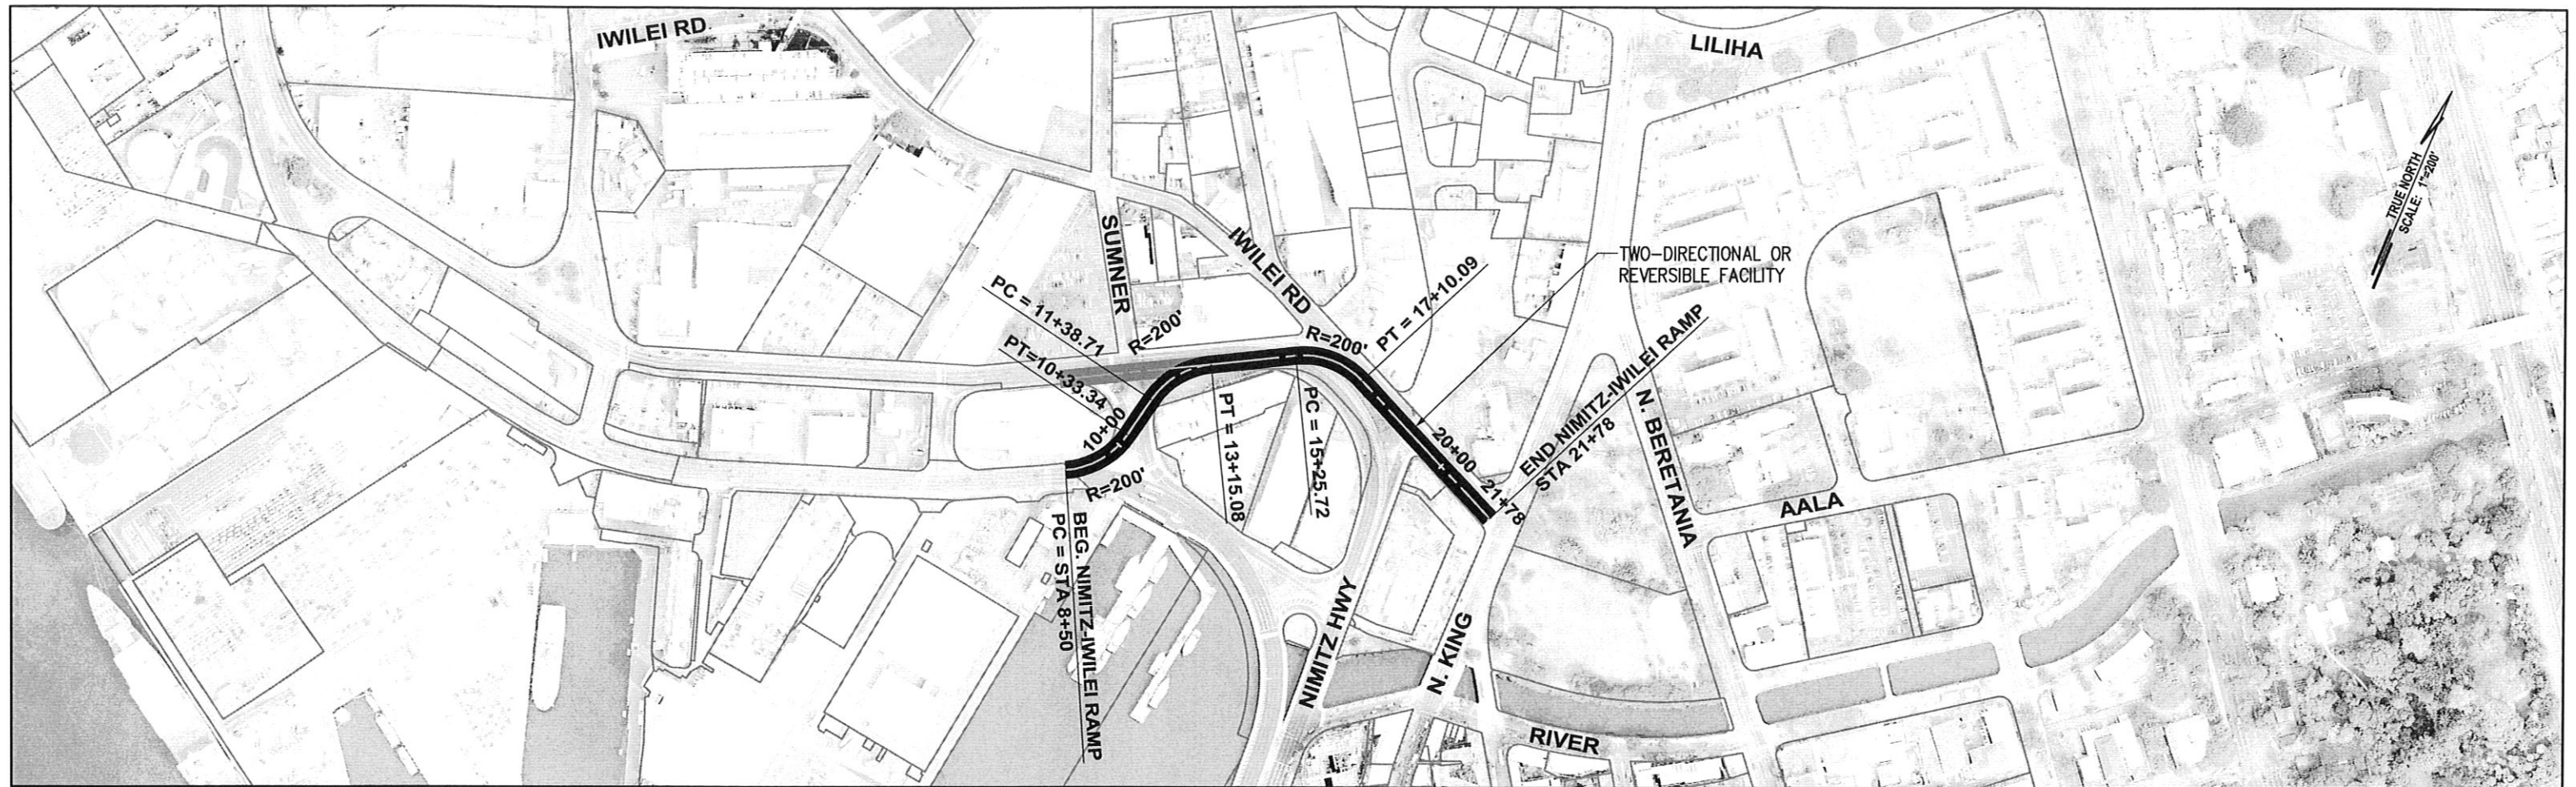 IWILEI RD.
LILIHA
TRUE NORTH
SCALE: 1"=200'
SUMNER
IWILEI RD
TWO-DIRECTIONAL OR
REVERSIBLE FACILITY
PC = 11+38.71
R=200'
PT = 17+10.09
PT=10+33.34
R=200'
10+00
PT = 13+15.08
PC = 15+25.72
20+00
21+78
END NIMITZ-IWILEI RAMP
STA 21+78
N. BERETANIA
R=200'
AALA
BEG. NIMITZ-IWILEI RAMP
PC = STA 8+50
NIMITZ HWY
N. KING
RIVER